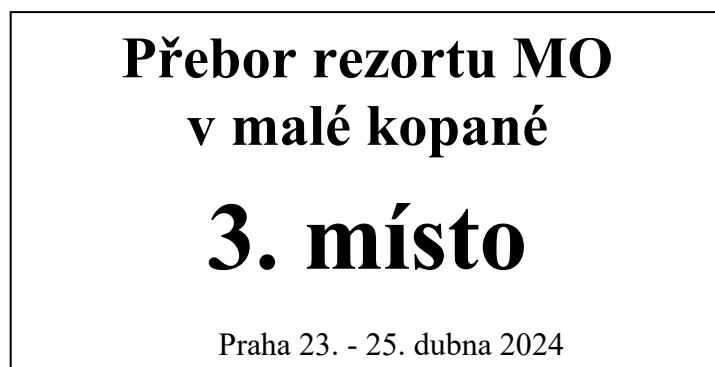 Přebor rezortu MO
v malé kopané
3. místo
Praha 23. - 25. dubna 2024